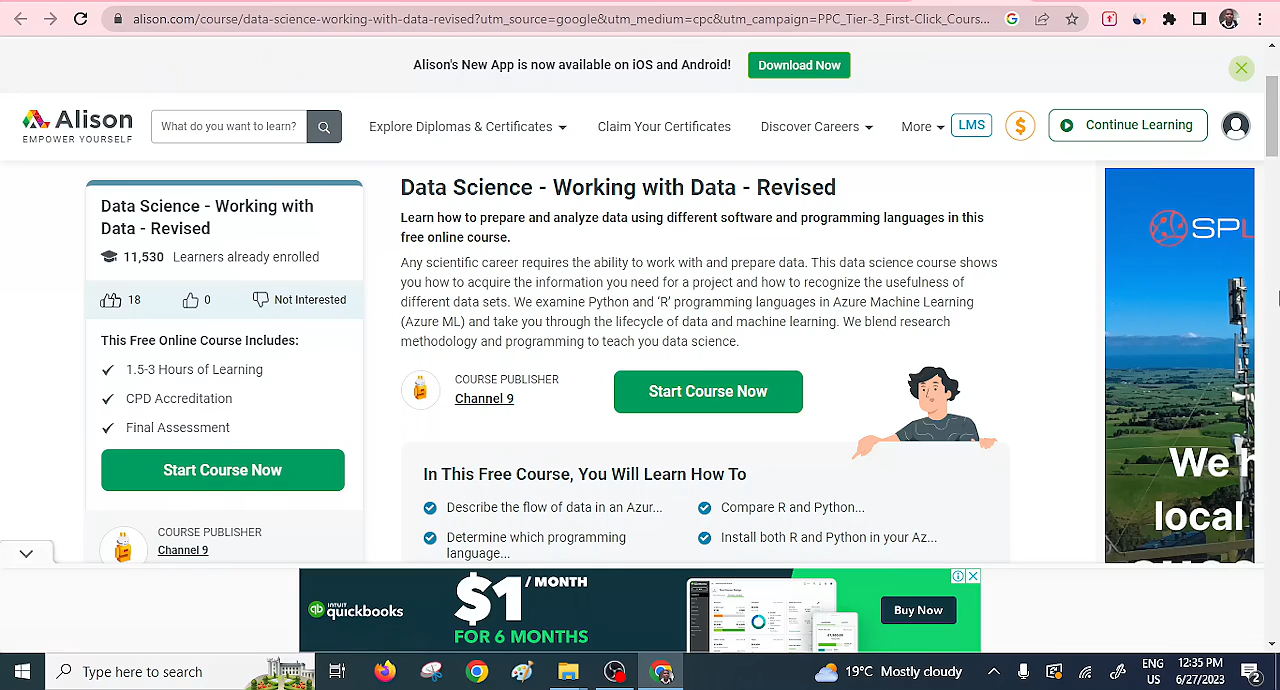 alison.com/course/data-science-working-with-data-revised?utm_source=google&utm_medium=cpc&utm_campaign=PPC_Tier-3_First-Click_Cours...
Alison's New App is now available on iOS and Android!
Download Now
Alison
EMPOWER YOURSELF
What do you want to learn?
Explore Diplomas & Certificates
Claim Your Certificates
Discover Careers
More
LMS
$
Continue Learning
Data Science - Working with
Data - Revised
11,530 Learners already enrolled
18
0
Not Interested
This Free Online Course Includes:
1.5-3 Hours of Learning
CPD Accreditation
Final Assessment
Start Course Now
COURSE PUBLISHER
Channel 9
Data Science - Working with Data - Revised
Learn how to prepare and analyze data using different software and programming languages in this
free online course.
Any scientific career requires the ability to work with and prepare data. This data science course shows
you how to acquire the information you need for a project and how to recognize the usefulness of
different data sets. We examine Python and ‘R’ programming languages in Azure Machine Learning
(Azure ML) and take you through the lifecycle of data and machine learning. We blend research
methodology and programming to teach you data science.
COURSE PUBLISHER
Channel 9
Start Course Now
In This Free Course, You Will Learn How To
Describe the flow of data in an Azur...
Compare R and Python...
Determine which programming
language...
Install both R and Python in your Az...
SPL
We h
local
INTUIT
quickbooks
$1/MONTH
FOR 6 MONTHS
Buy Now
Type here to search
19°C Mostly cloudy
ENG
US
12:35 PM
6/27/2023
2